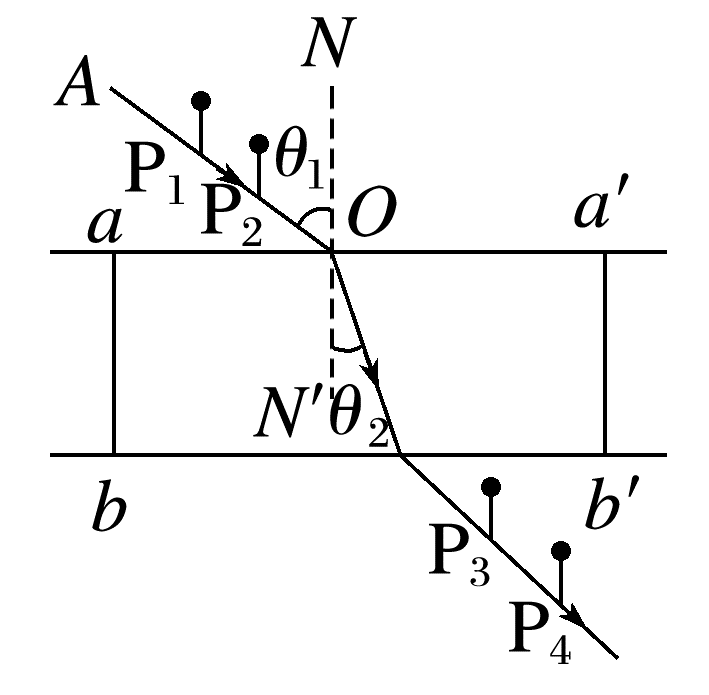 N
A
θ₁
P₁
P₂
O
a
a′
N′
θ₂
b
b′
P₃
P₄